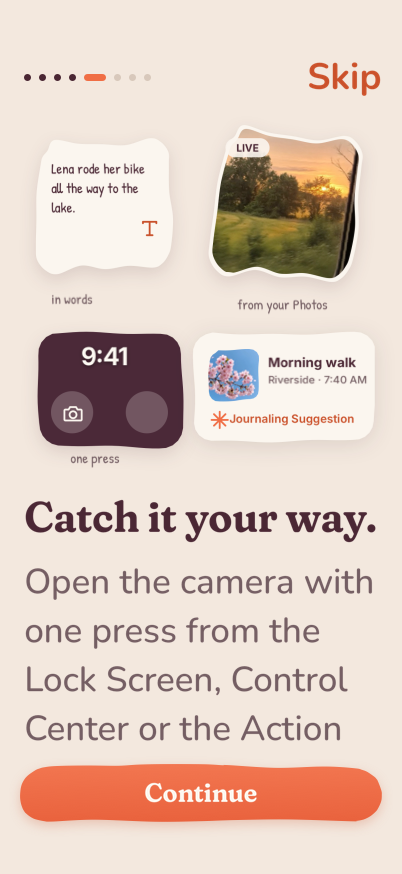 Skip
Lena rode her bike
all the way to the
lake.
T
in words
LIVE
from your Photos
9:41
one press
Morning walk
Riverside · 7:40 AM
Journaling Suggestion
Catch it your way.
Open the camera with
one press from the
Lock Screen, Control
Center or the Action
Continue